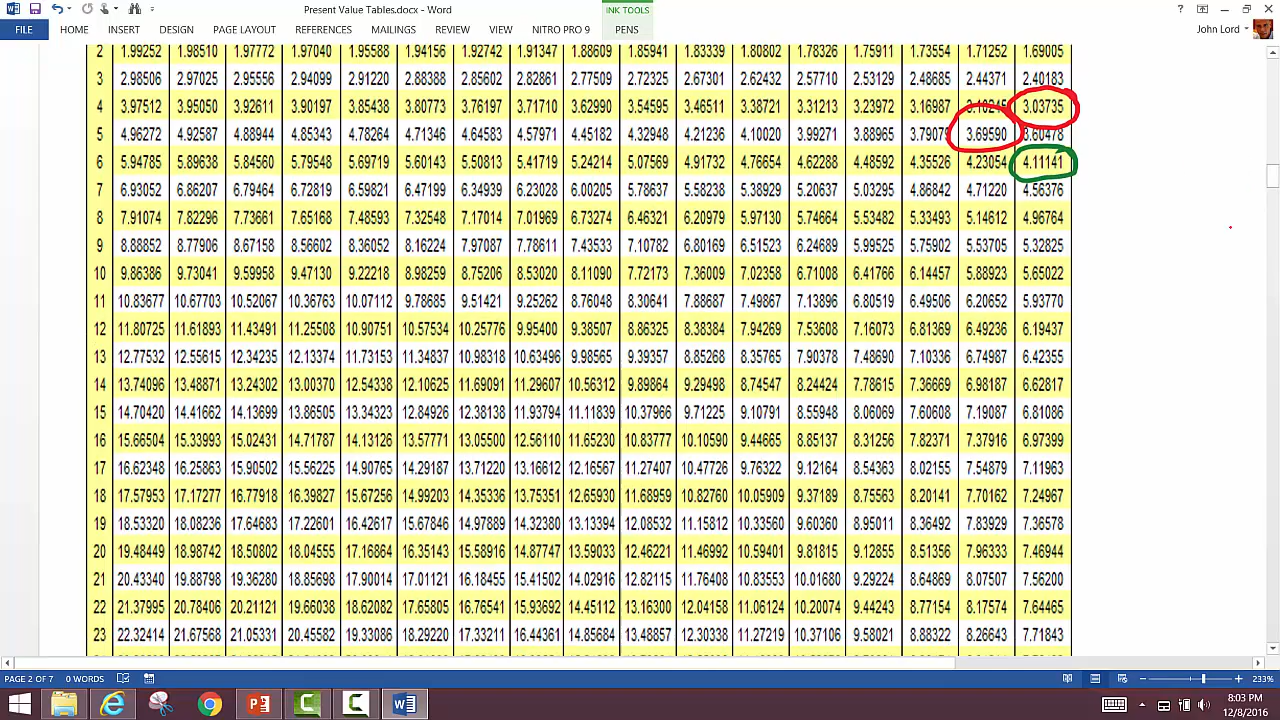 Present Value Tables.docx - Word
INK TOOLS
FILE HOME INSERT DESIGN PAGE LAYOUT REFERENCES MAILINGS REVIEW VIEW NITRO PRO 9 PENS John Lord
2 1.99252 1.98510 1.97772 1.97040 1.95588 1.94156 1.92742 1.91347 1.88609 1.85941 1.83339 1.80802 1.78326 1.75911 1.73554 1.71252 1.69005
3 2.98506 2.97025 2.95556 2.94099 2.91220 2.88388 2.85602 2.82861 2.77509 2.72325 2.67301 2.62432 2.57710 2.53129 2.48685 2.44371 2.40183
4 3.97512 3.95050 3.92611 3.90197 3.85438 3.80773 3.76197 3.71710 3.62990 3.54595 3.46511 3.38721 3.31213 3.23972 3.16987 3.10245 3.03735
5 4.96272 4.92587 4.88944 4.85343 4.78264 4.71346 4.64583 4.57971 4.45182 4.32948 4.21236 4.10020 3.99271 3.88965 3.79079 3.69590 3.60478
6 5.94785 5.89638 5.84560 5.79548 5.69719 5.60143 5.50813 5.41719 5.24214 5.07569 4.91732 4.76654 4.62288 4.48592 4.35526 4.23054 4.11141
7 6.93052 6.86207 6.79464 6.72819 6.59821 6.47199 6.34939 6.23028 6.00205 5.78637 5.58238 5.38929 5.20637 5.03295 4.86842 4.71220 4.56376
8 7.91074 7.82296 7.73661 7.65168 7.48593 7.32548 7.17014 7.01969 6.73274 6.46321 6.20979 5.97130 5.74664 5.53482 5.33493 5.14612 4.96764
9 8.88852 8.77906 8.67158 8.56602 8.36052 8.16224 7.97087 7.78611 7.43533 7.10782 6.80169 6.51523 6.24689 5.99525 5.75902 5.53705 5.32825
10 9.86386 9.73041 9.59958 9.47130 9.22218 8.98259 8.75206 8.53020 8.11090 7.72173 7.36009 7.02358 6.71008 6.41766 6.14457 5.88923 5.65022
11 10.83677 10.67703 10.52067 10.36763 10.07112 9.78685 9.51421 9.25262 8.76048 8.30641 7.88687 7.49867 7.13896 6.80519 6.49506 6.20652 5.93770
12 11.80725 11.61893 11.43491 11.25508 10.90751 10.57534 10.25776 9.95400 9.38507 8.86325 8.38384 7.94269 7.53608 7.16073 6.81369 6.49236 6.19437
13 12.77532 12.55615 12.34235 12.13374 11.73153 11.34837 10.98318 10.63496 9.98565 9.39357 8.85268 8.35765 7.90378 7.48690 7.10336 6.74987 6.42355
14 13.74096 13.48871 13.24302 13.00370 12.54338 12.10625 11.69091 11.29607 10.56312 9.89864 9.29498 8.74547 8.24424 7.78615 7.36669 6.98187 6.62817
15 14.70420 14.41662 14.13699 13.86505 13.34323 12.84926 12.38138 11.93794 11.11839 10.37966 9.71225 9.10791 8.55948 8.06069 7.60608 7.19087 6.81086
16 15.66504 15.33993 15.02431 14.71787 14.13126 13.57771 13.05500 12.56110 11.65230 10.83777 10.10590 9.44665 8.85137 8.31256 7.82371 7.37916 6.97399
17 16.62348 16.25863 15.90502 15.56225 14.90765 14.29187 13.71220 13.16612 12.16567 11.27407 10.47726 9.76322 9.12164 8.54363 8.02155 7.54879 7.11963
18 17.57953 17.17277 16.77918 16.39827 15.67256 14.99203 14.35336 13.75351 12.65930 11.68959 10.82760 10.05909 9.37189 8.75563 8.20141 7.70162 7.24967
19 18.53320 18.08236 17.64683 17.22601 16.42617 15.67846 14.97889 14.32380 13.13394 12.08532 11.15812 10.33560 9.60360 8.95011 8.36492 7.83929 7.36578
20 19.48449 18.98742 18.50802 18.04555 17.16864 16.35143 15.58916 14.87747 13.59033 12.46221 11.46992 10.59401 9.81815 9.12855 8.51356 7.96333 7.46944
21 20.43340 19.88798 19.36280 18.85698 17.90014 17.01121 16.18455 15.41502 14.02916 12.82115 11.76408 10.83553 10.01680 9.29224 8.64869 8.07507 7.56200
22 21.37995 20.78406 20.21121 19.66038 18.62082 17.65805 16.76541 15.93692 14.45112 13.16300 12.04158 11.06124 10.20074 9.44243 8.77154 8.17574 7.64465
23 22.32414 21.67568 21.05331 20.45582 19.33086 18.29220 17.33211 16.44361 14.85684 13.48857 12.30338 11.27219 10.37106 9.58021 8.88322 8.26643 7.71843
PAGE 2 OF 7 0 WORDS 233%
8:03 PM
12/8/2016